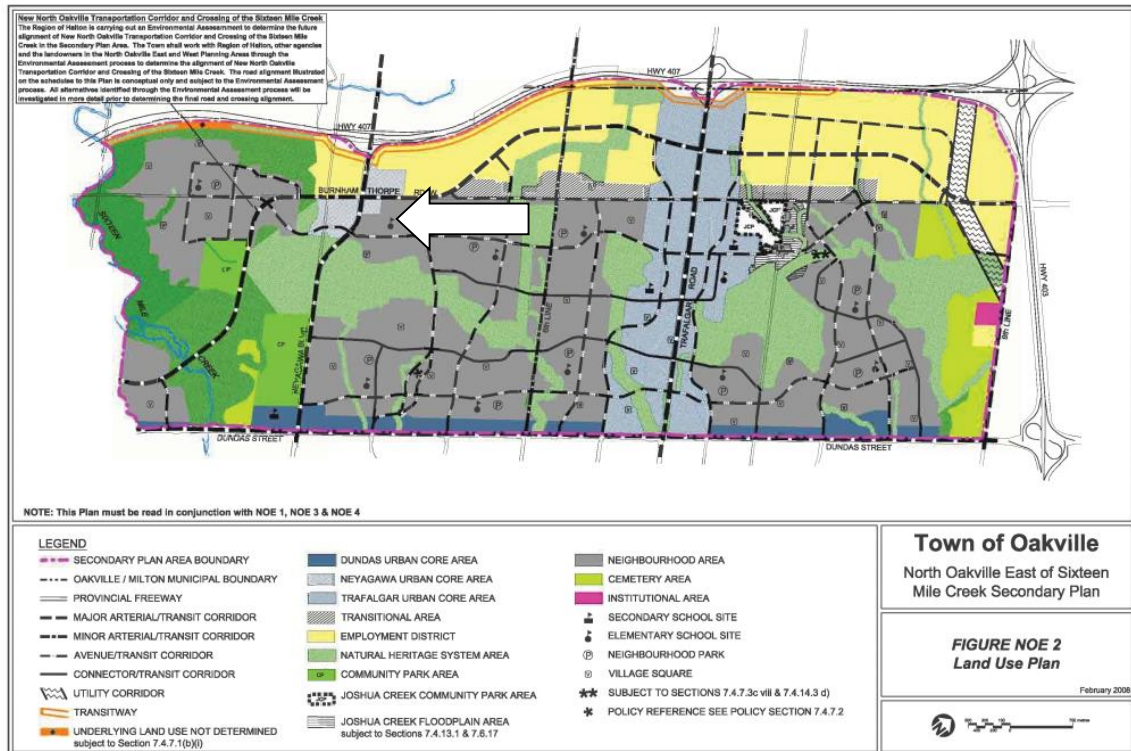 New North Oakville Transportation Corridor and Crossing of the Sixteen Mile Creek
The Region of Halton is carrying out an Environmental Assessment to determine the future
alignment of New North Oakville Transportation Corridor and Crossing of the Sixteen Mile
Creek in the Secondary Plan Area. The Town shall work with Region of Halton, other agencies
and the landowners in the North Oakville East and West Planning Areas through the
Environmental Assessment process to determine the alignment of New North Oakville
Transportation Corridor and Crossing of the Sixteen Mile Creek. The road alignment illustrated
on the schedules to this Plan is conceptual only and subject to the Environmental Assessment
process. All alternatives identified through the Environmental Assessment process will be
investigated in more detail prior to determining the final road and crossing alignment.
HWY 407
HWY 407
BURNHAM THORPE ROAD
SIXTEEN
MILE
CREEK
NEYAGAWA BLVD
6th LINE
TRAFALGAR ROAD
JCP
JCP
CP
CP
9th LINE
HWY 403
DUNDAS STREET
DUNDAS STREET
NOTE: This Plan must be read in conjunction with NOE 1, NOE 3 & NOE 4
LEGEND
SECONDARY PLAN AREA BOUNDARY
OAKVILLE / MILTON MUNICIPAL BOUNDARY
PROVINCIAL FREEWAY
MAJOR ARTERIAL/TRANSIT CORRIDOR
MINOR ARTERIAL/TRANSIT CORRIDOR
AVENUE/TRANSIT CORRIDOR
CONNECTOR/TRANSIT CORRIDOR
UTILITY CORRIDOR
TRANSITWAY
UNDERLYING LAND USE NOT DETERMINED
subject to Section 7.4.7.1(b)(i)
DUNDAS URBAN CORE AREA
NEYAGAWA URBAN CORE AREA
TRAFALGAR URBAN CORE AREA
TRANSITIONAL AREA
EMPLOYMENT DISTRICT
NATURAL HERITAGE SYSTEM AREA
CP COMMUNITY PARK AREA
JCP JOSHUA CREEK COMMUNITY PARK AREA
JOSHUA CREEK FLOODPLAIN AREA
subject to Sections 7.4.13.1 & 7.6.17
NEIGHBOURHOOD AREA
CEMETERY AREA
INSTITUTIONAL AREA
SECONDARY SCHOOL SITE
ELEMENTARY SCHOOL SITE
P NEIGHBOURHOOD PARK
V VILLAGE SQUARE
** SUBJECT TO SECTIONS 7.4.7.3c viii & 7.4.14.3 d)
* POLICY REFERENCE SEE POLICY SECTION 7.4.7.2
Town of Oakville
North Oakville East of Sixteen
Mile Creek Secondary Plan
FIGURE NOE 2
Land Use Plan
February 2008